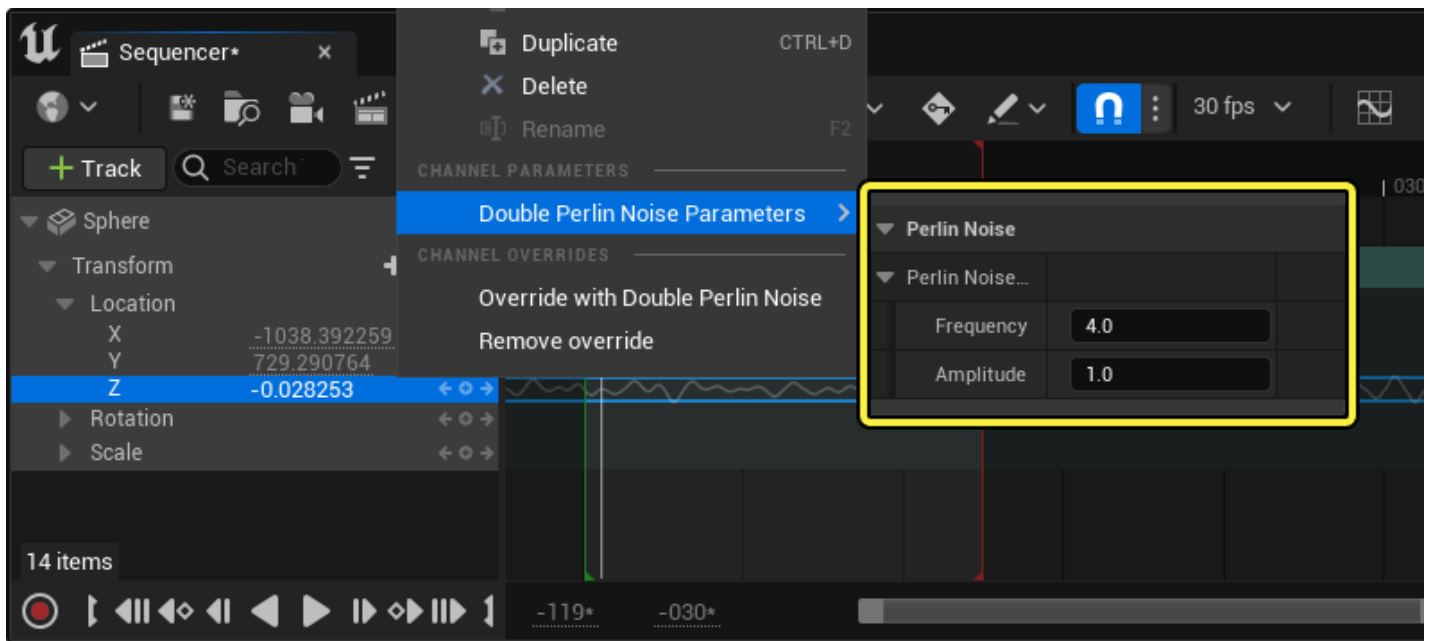 Sequencer*
Duplicate CTRL+D
Delete
Rename F2
30 fps
+ Track
Search
CHANNEL PARAMETERS
Double Perlin Noise Parameters
CHANNEL OVERRIDES
Override with Double Perlin Noise
Remove override
030
Perlin Noise
Perlin Noise...
Frequency 4.0
Amplitude 1.0
Sphere
Transform
Location
X -1038.392259
Y 729.290764
Z -0.028253
Rotation
Scale
14 items
-119* -030*